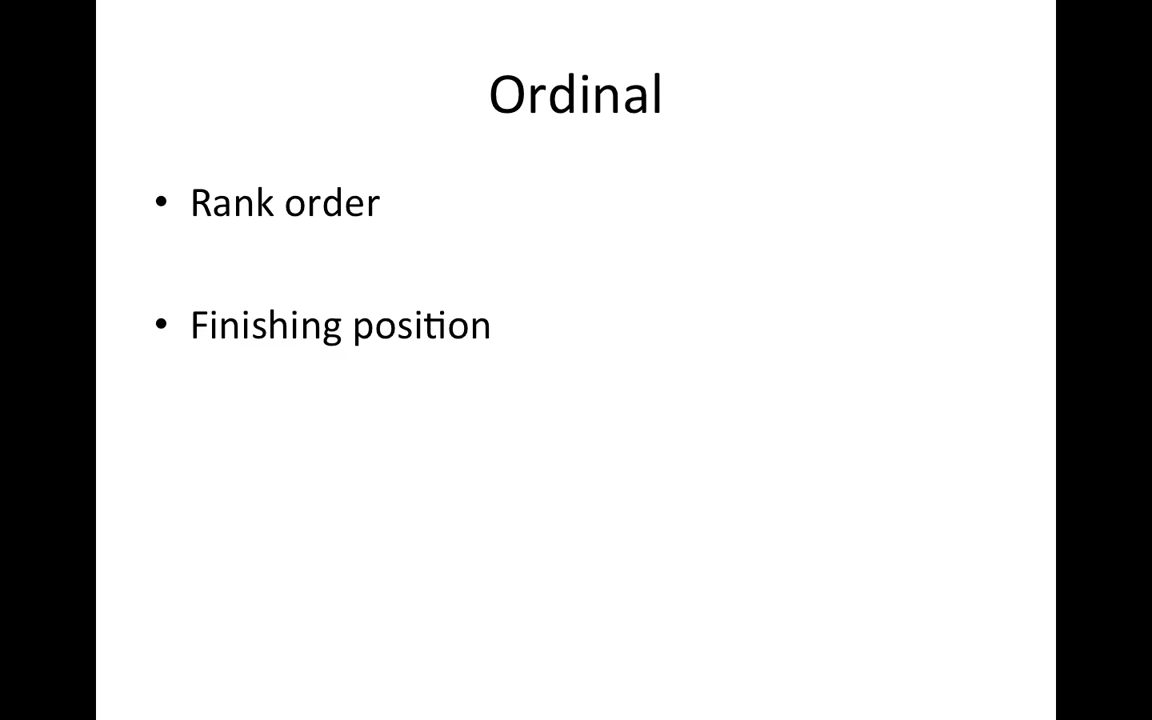 Ordinal
• Rank order
• Finishing position